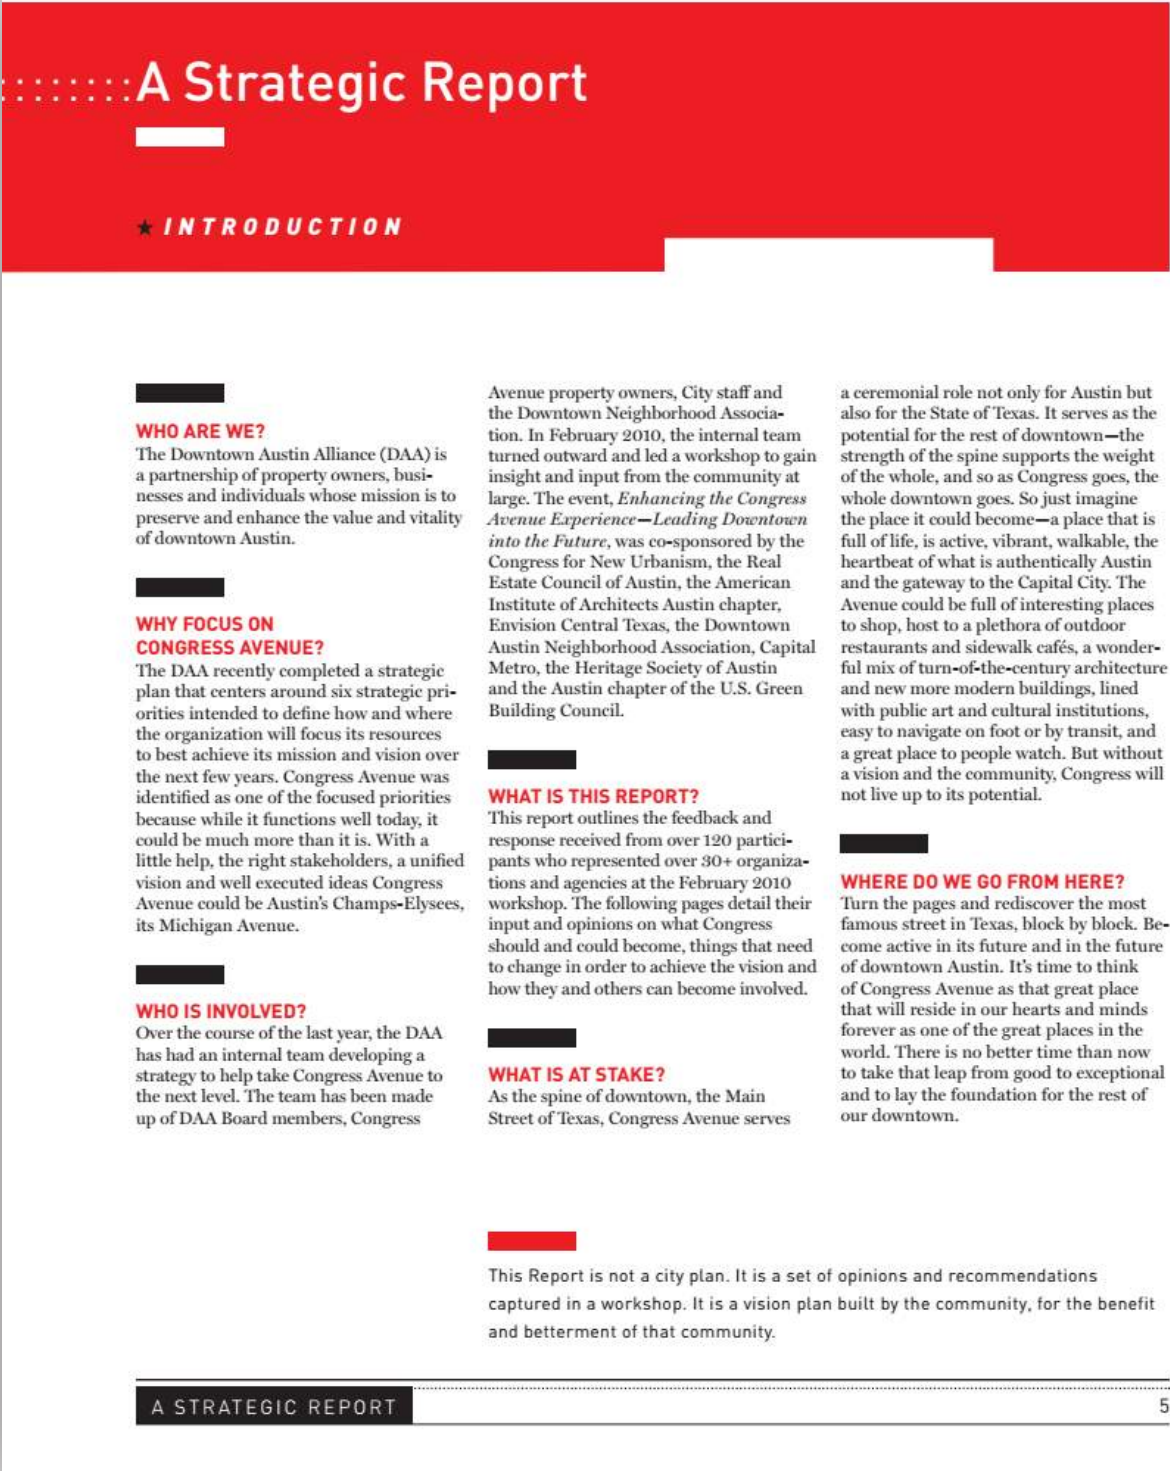 A Strategic Report
★ INTRODUCTION
WHO ARE WE?
The Downtown Austin Alliance (DAA) is
a partnership of property owners, busi-
nesses and individuals whose mission is to
preserve and enhance the value and vitality
of downtown Austin.
WHY FOCUS ON
CONGRESS AVENUE?
The DAA recently completed a strategic
plan that centers around six strategic pri-
orities intended to define how and where
the organization will focus its resources
to best achieve its mission and vision over
the next few years. Congress Avenue was
identified as one of the focused priorities
because while it functions well today, it
could be much more than it is. With a
little help, the right stakeholders, a unified
vision and well executed ideas Congress
Avenue could be Austin's Champs-Elysees,
its Michigan Avenue.
WHO IS INVOLVED?
Over the course of the last year, the DAA
has had an internal team developing a
strategy to help take Congress Avenue to
the next level. The team has been made
up of DAA Board members, Congress
Avenue property owners, City staff and
the Downtown Neighborhood Associa-
tion. In February 2010, the internal team
turned outward and led a workshop to gain
insight and input from the community at
large. The event, Enhancing the Congress
Avenue Experience—Leading Downtown
into the Future, was co-sponsored by the
Congress for New Urbanism, the Real
Estate Council of Austin, the American
Institute of Architects Austin chapter,
Envision Central Texas, the Downtown
Austin Neighborhood Association, Capital
Metro, the Heritage Society of Austin
and the Austin chapter of the U.S. Green
Building Council.
WHAT IS THIS REPORT?
This report outlines the feedback and
response received from over 120 partici-
pants who represented over 30+ organiza-
tions and agencies at the February 2010
workshop. The following pages detail their
input and opinions on what Congress
should and could become, things that need
to change in order to achieve the vision and
how they and others can become involved.
WHAT IS AT STAKE?
As the spine of downtown, the Main
Street of Texas, Congress Avenue serves
a ceremonial role not only for Austin but
also for the State of Texas. It serves as the
potential for the rest of downtown—the
strength of the spine supports the weight
of the whole, and so as Congress goes, the
whole downtown goes. So just imagine
the place it could become—a place that is
full of life, is active, vibrant, walkable, the
heartbeat of what is authentically Austin
and the gateway to the Capital City. The
Avenue could be full of interesting places
to shop, host to a plethora of outdoor
restaurants and sidewalk cafés, a wonder-
ful mix of turn-of-the-century architecture
and new more modern buildings, lined
with public art and cultural institutions,
easy to navigate on foot or by transit, and
a great place to people watch. But without
a vision and the community, Congress will
not live up to its potential.
WHERE DO WE GO FROM HERE?
Turn the pages and rediscover the most
famous street in Texas, block by block. Be-
come active in its future and in the future
of downtown Austin. It's time to think
of Congress Avenue as that great place
that will reside in our hearts and minds
forever as one of the great places in the
world. There is no better time than now
to take that leap from good to exceptional
and to lay the foundation for the rest of
our downtown.
This Report is not a city plan. It is a set of opinions and recommendations
captured in a workshop. It is a vision plan built by the community, for the benefit
and betterment of that community.
A STRATEGIC REPORT
5